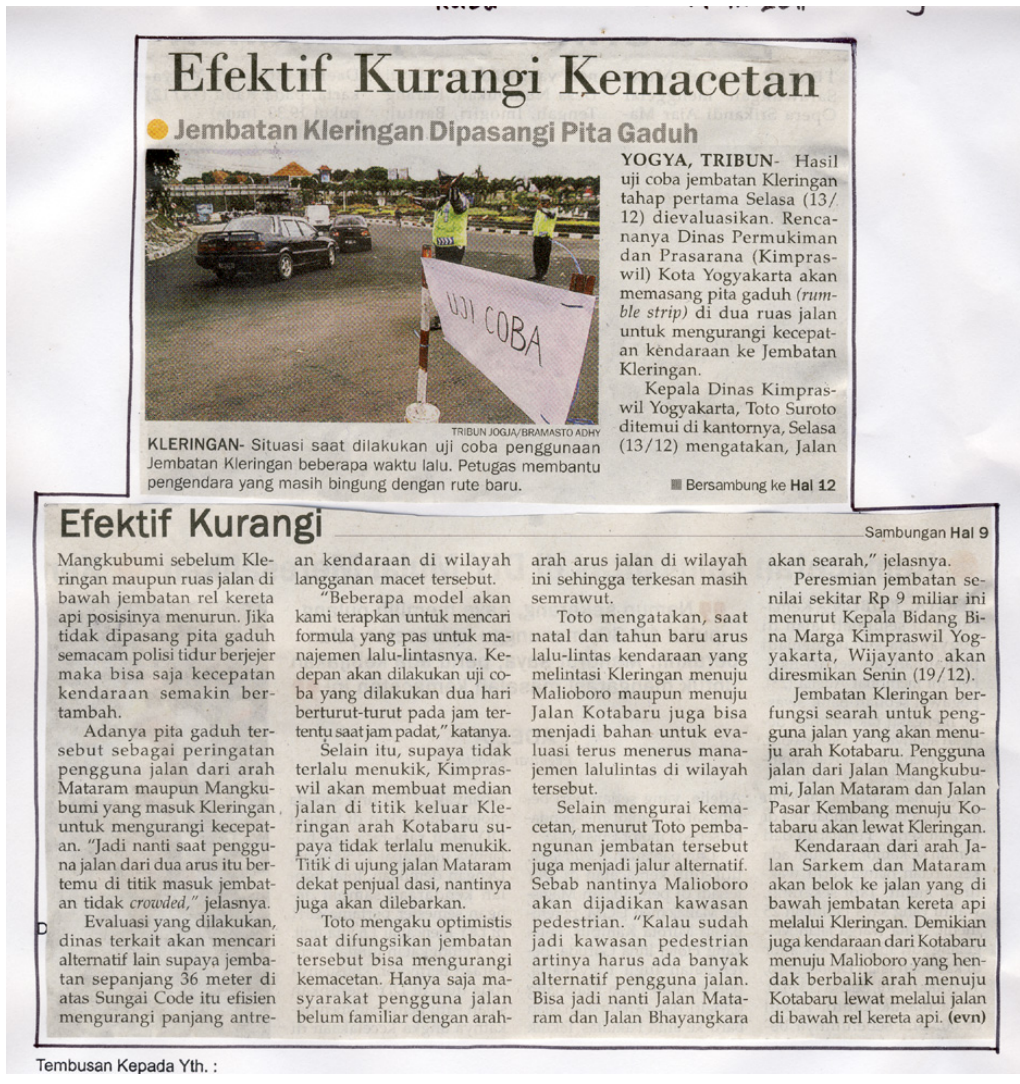 Efektif Kurangi Kemacetan
Jembatan Kleringan Dipasangi Pita Gaduh
UJI COBA
TRIBUN JOGJA/BRAMASTO ADHY
KLERINGAN- Situasi saat dilakukan uji coba penggunaan
Jembatan Kleringan beberapa waktu lalu. Petugas membantu
pengendara yang masih bingung dengan rute baru.
YOGYA, TRIBUN- Hasil
uji coba jembatan Kleringan
tahap pertama Selasa (13/
12) dievaluasikan. Renca-
nanya Dinas Permukiman
dan Prasarana (Kimpras-
wil) Kota Yogyakarta akan
memasang pita gaduh (rum-
ble strip) di dua ruas jalan
untuk mengurangi kecepat-
an kendaraan ke Jembatan
Kleringan.
Kepala Dinas Kimpras-
wil Yogyakarta, Toto Suroto
ditemui di kantornya, Selasa
(13/12) mengatakan, Jalan
Bersambung ke Hal 12
Efektif Kurangi
Sambungan Hal 9
Mangkubumi sebelum Kle-
ringan maupun ruas jalan di
bawah jembatan rel kereta
api posisinya menurun. Jika
tidak dipasang pita gaduh
semacam polisi tidur berjejer
maka bisa saja kecepatan
kendaraan semakin ber-
tambah.
Adanya pita gaduh ter-
sebut sebagai peringatan
pengguna jalan dari arah
Mataram maupun Mangku-
bumi yang masuk Kleringan
untuk mengurangi kecepat-
an. “Jadi nanti saat penggu-
na jalan dari dua arus itu ber-
temu di titik masuk jembat-
an tidak crowded,” jelasnya.
Evaluasi yang dilakukan,
dinas terkait akan mencari
alternatif lain supaya jemba-
tan sepanjang 36 meter di
atas Sungai Code itu efisien
mengurangi panjang antre-
an kendaraan di wilayah
langganan macet tersebut.
“Beberapa model akan
kami terapkan untuk mencari
formula yang pas untuk ma-
najemen lalu-lintasnya. Ke-
depan akan dilakukan uji co-
ba yang dilakukan dua hari
berturut-turut pada jam ter-
tentu saat jam padat,” katanya.
Selain itu, supaya tidak
terlalu menukik, Kimpras-
wil akan membuat median
jalan di titik keluar Kle-
ringan arah Kotabaru su-
paya tidak terlalu menukik.
Titik di ujung jalan Mataram
dekat penjual dasi, nantinya
juga akan dilebarkan.
Toto mengaku optimistis
saat difungsikan jembatan
tersebut bisa mengurangi
kemacetan. Hanya saja ma-
syarakat pengguna jalan
belum familiar dengan arah-
arah arus jalan di wilayah
ini sehingga terkesan masih
semrawut.
Toto mengatakan, saat
natal dan tahun baru arus
lalu-lintas kendaraan yang
melintasi Kleringan menuju
Malioboro maupun menuju
Jalan Kotabaru juga bisa
menjadi bahan untuk eva-
luasi terus menerus mana-
jemen lalulintas di wilayah
tersebut.
Selain mengurai kema-
cetan, menurut Toto pemba-
ngunan jembatan tersebut
juga menjadi jalur alternatif.
Sebab nantinya Malioboro
akan dijadikan kawasan
pedestrian. “Kalau sudah
jadi kawasan pedestrian
artinya harus ada banyak
alternatif pengguna jalan.
Bisa jadi nanti Jalan Mata-
ram dan Jalan Bhayangkara
akan searah,” jelasnya.
Peresmian jembatan se-
nilai sekitar Rp 9 miliar ini
menurut Kepala Bidang Bi-
na Marga Kimpraswil Yog-
yakarta, Wijayanto akan
diresmikan Senin (19/12).
Jembatan Kleringan ber-
fungsi searah untuk peng-
guna jalan yang akan menu-
ju arah Kotabaru. Pengguna
jalan dari Jalan Mangkubu-
mi, Jalan Mataram dan Jalan
Pasar Kembang menuju Ko-
tabaru akan lewat Kleringan.
Kendaraan dari arah Ja-
lan Sarkem dan Mataram
akan belok ke jalan yang di
bawah jembatan kereta api
melalui Kleringan. Demikian
juga kendaraan dari Kotabaru
menuju Malioboro yang hen-
dak berbalik arah menuju
Kotabaru lewat melalui jalan
di bawah rel kereta api. (evn)
D
Tembusan Kepada Yth. :